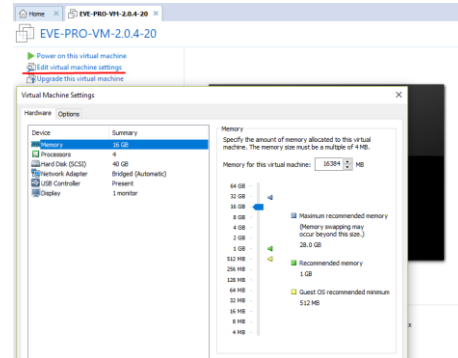 Home × EVE-PRO-VM-2.0.4-20 ×
EVE-PRO-VM-2.0.4-20
Power on this virtual machine
Edit virtual machine settings
Upgrade this virtual machine
Virtual Machine Settings ×
Hardware Options
Device Summary
Memory 16 GB
Processors 4
Hard Disk (SCSI) 40 GB
Network Adapter Bridged (Automatic)
USB Controller Present
Display 1 monitor
Memory
Specify the amount of memory allocated to this virtual
machine. The memory size must be a multiple of 4 MB.
Memory for this virtual machine: 16384 MB
64 GB
32 GB
16 GB
8 GB
4 GB
2 GB
1 GB
512 MB
256 MB
128 MB
64 MB
32 MB
16 MB
8 MB
4 MB
Maximum recommended memory
(Memory swapping may
occur beyond this size.)
28.0 GB
Recommended memory
1 GB
Guest OS recommended minimum
512 MB
x